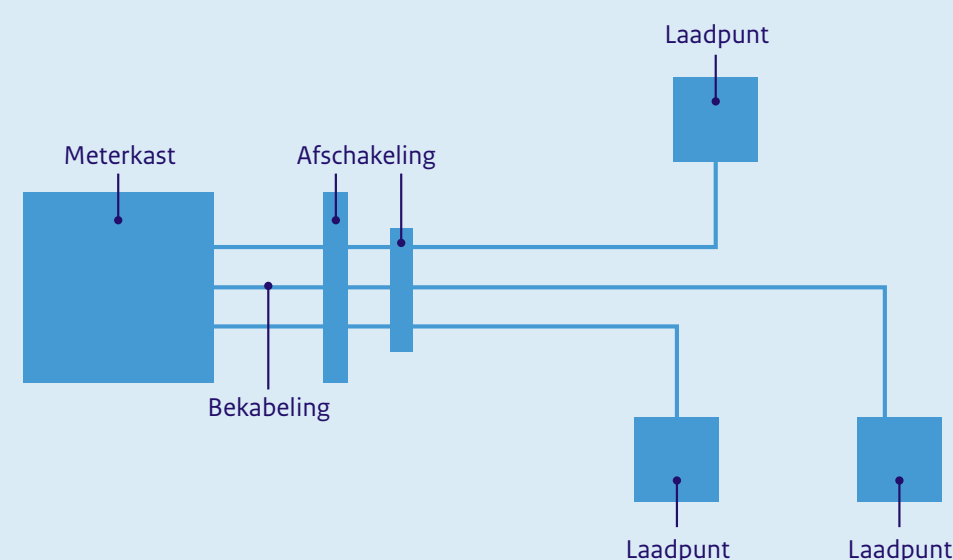 Laadpunt
Meterkast
Afschakeling
Bekabeling
Laadpunt
Laadpunt